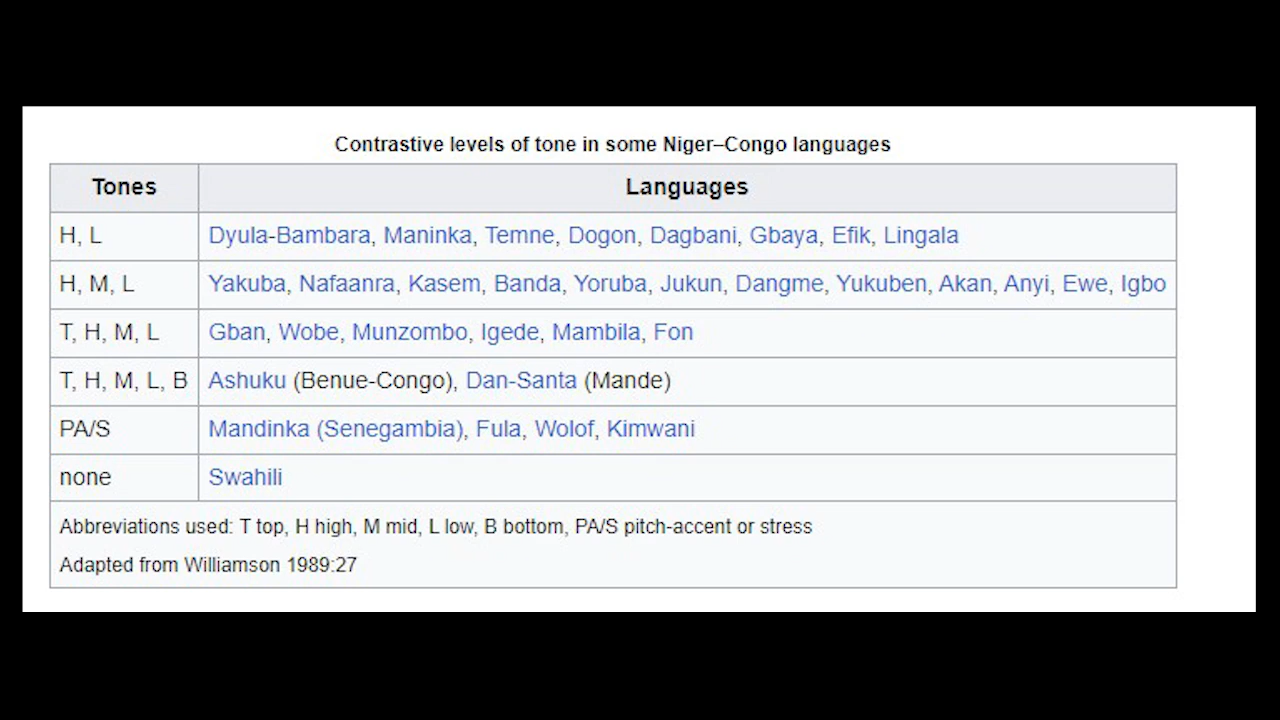 Contrastive levels of tone in some Niger–Congo languages
Tones Languages
H, L Dyula-Bambara, Maninka, Temne, Dogon, Dagbani, Gbaya, Efik, Lingala
H, M, L Yakuba, Nafaanra, Kasem, Banda, Yoruba, Jukun, Dangme, Yukuben, Akan, Anyi, Ewe, Igbo
T, H, M, L Gban, Wobe, Munzombo, Igede, Mambila, Fon
T, H, M, L, B Ashuku (Benue-Congo), Dan-Santa (Mande)
PA/S Mandinka (Senegambia), Fula, Wolof, Kimwani
none Swahili
Abbreviations used: T top, H high, M mid, L low, B bottom, PA/S pitch-accent or stress
Adapted from Williamson 1989:27